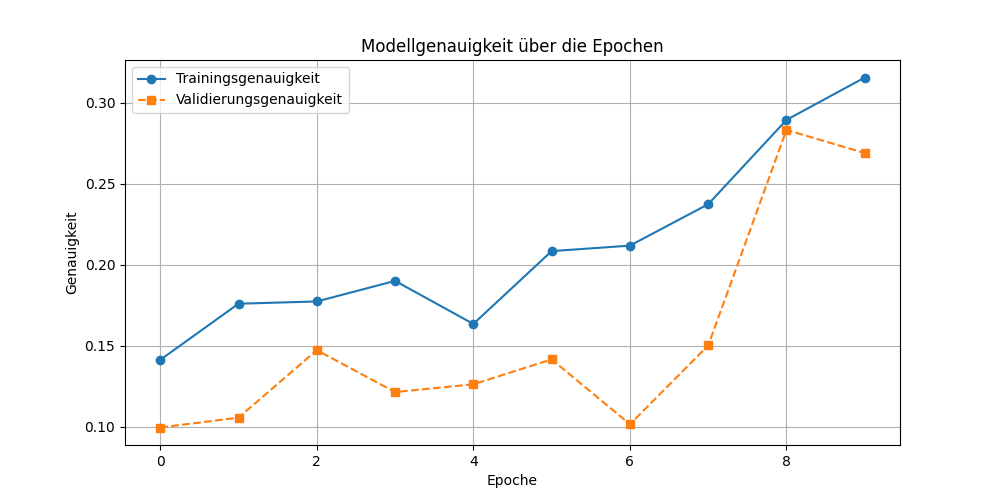 Modellgenauigkeit über die Epochen
Trainingsgenauigkeit
Validierungsgenauigkeit
Genauigkeit
0.30
0.25
0.20
0.15
0.10
0 2 4 6 8
Epoche